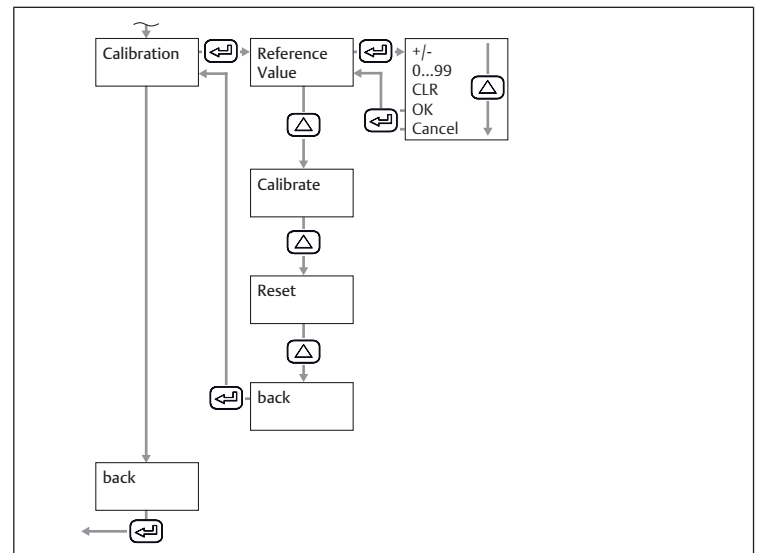 Calibration
Reference
Value
+/-
0...99
CLR
OK
Cancel
Calibrate
Reset
back
back